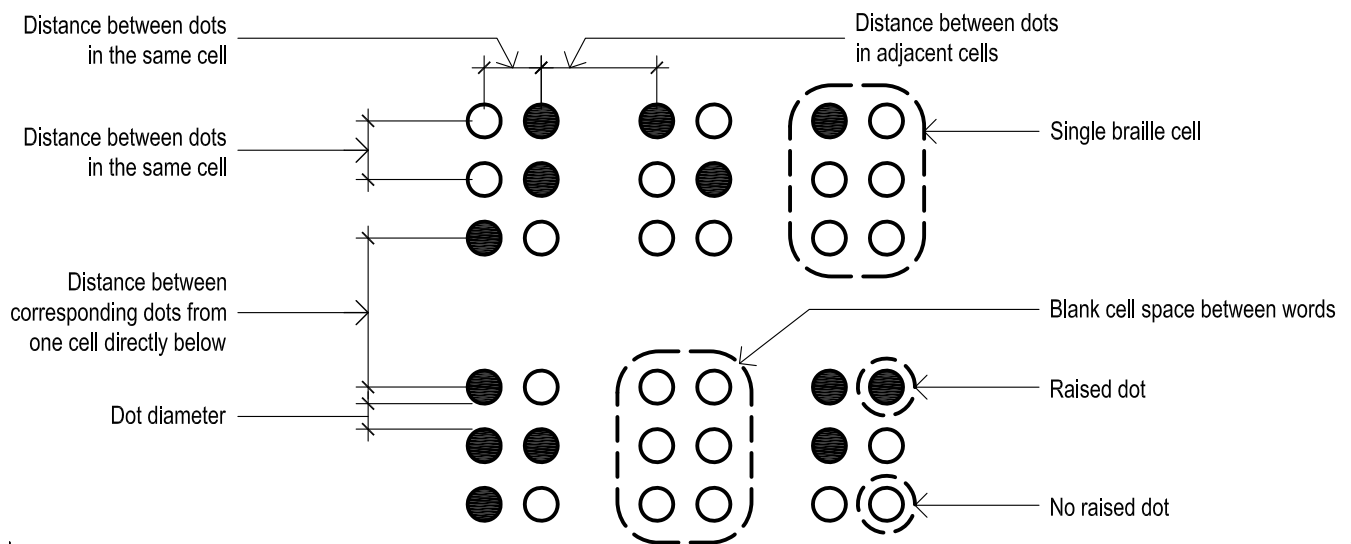 Distance between dots
in the same cell
Distance between dots
in adjacent cells
Distance between dots
in the same cell
Single braille cell
Distance between
corresponding dots from
one cell directly below
Blank cell space between words
Dot diameter
Raised dot
No raised dot